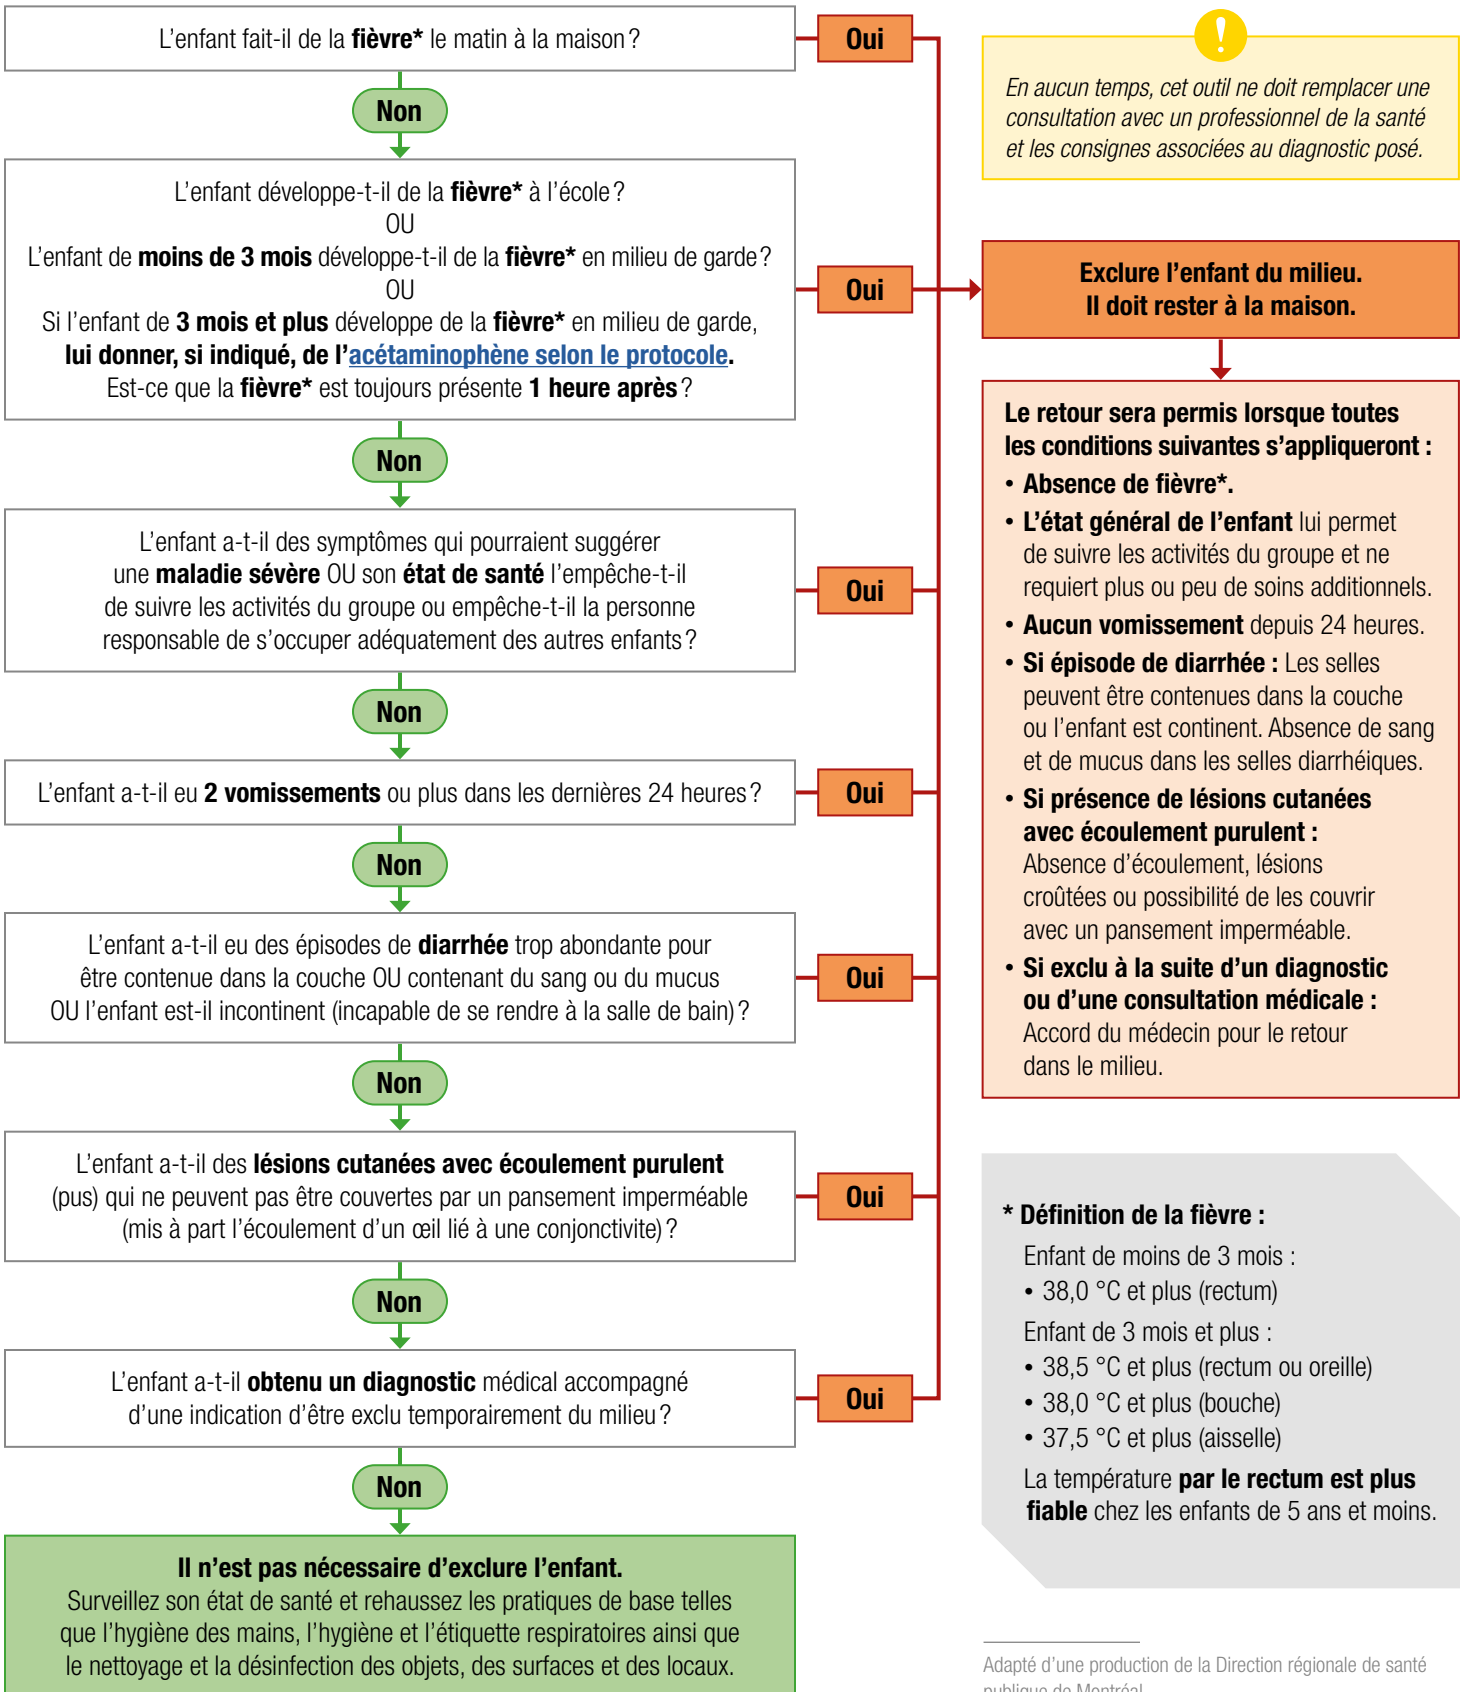 L'enfant fait-il de la fièvre* le matin à la maison ?
Oui
Non
L'enfant développe-t-il de la fièvre* à l'école ?
OU
L'enfant de moins de 3 mois développe-t-il de la fièvre* en milieu de garde ?
OU
Si l'enfant de 3 mois et plus développe de la fièvre* en milieu de garde,
lui donner, si indiqué, de l'acétaminophène selon le protocole.
Est-ce que la fièvre* est toujours présente 1 heure après ?
Oui
Non
L'enfant a-t-il des symptômes qui pourraient suggérer
une maladie sévère OU son état de santé l'empêche-t-il
de suivre les activités du groupe ou empêche-t-il la personne
responsable de s'occuper adéquatement des autres enfants ?
Oui
Non
L'enfant a-t-il eu 2 vomissements ou plus dans les dernières 24 heures ?
Oui
Non
L'enfant a-t-il eu des épisodes de diarrhée trop abondante pour
être contenue dans la couche OU contenant du sang ou du mucus
OU l'enfant est-il incontinent (incapable de se rendre à la salle de bain) ?
Oui
Non
L'enfant a-t-il des lésions cutanées avec écoulement purulent
(pus) qui ne peuvent pas être couvertes par un pansement imperméable
(mis à part l'écoulement d'un œil lié à une conjonctivite) ?
Oui
Non
L'enfant a-t-il obtenu un diagnostic médical accompagné
d'une indication d'être exclu temporairement du milieu ?
Oui
Non
Il n'est pas nécessaire d'exclure l'enfant.
Surveillez son état de santé et rehaussez les pratiques de base telles
que l'hygiène des mains, l'hygiène et l'étiquette respiratoires ainsi que
le nettoyage et la désinfection des objets, des surfaces et des locaux.
!
En aucun temps, cet outil ne doit remplacer une
consultation avec un professionnel de la santé
et les consignes associées au diagnostic posé.
Exclure l'enfant du milieu.
Il doit rester à la maison.
Le retour sera permis lorsque toutes
les conditions suivantes s'appliqueront :
• Absence de fièvre*.
• L'état général de l'enfant lui permet
de suivre les activités du groupe et ne
requiert plus ou peu de soins additionnels.
• Aucun vomissement depuis 24 heures.
• Si épisode de diarrhée : Les selles
peuvent être contenues dans la couche
ou l'enfant est continent. Absence de sang
et de mucus dans les selles diarrhéiques.
• Si présence de lésions cutanées
avec écoulement purulent :
Absence d'écoulement, lésions
croûtées ou possibilité de les couvrir
avec un pansement imperméable.
• Si exclu à la suite d'un diagnostic
ou d'une consultation médicale :
Accord du médecin pour le retour
dans le milieu.
* Définition de la fièvre :
Enfant de moins de 3 mois :
• 38,0 °C et plus (rectum)
Enfant de 3 mois et plus :
• 38,5 °C et plus (rectum ou oreille)
• 38,0 °C et plus (bouche)
• 37,5 °C et plus (aisselle)
La température par le rectum est plus
fiable chez les enfants de 5 ans et moins.
Adapté d'une production de la Direction régionale de santé
publique de Montréal